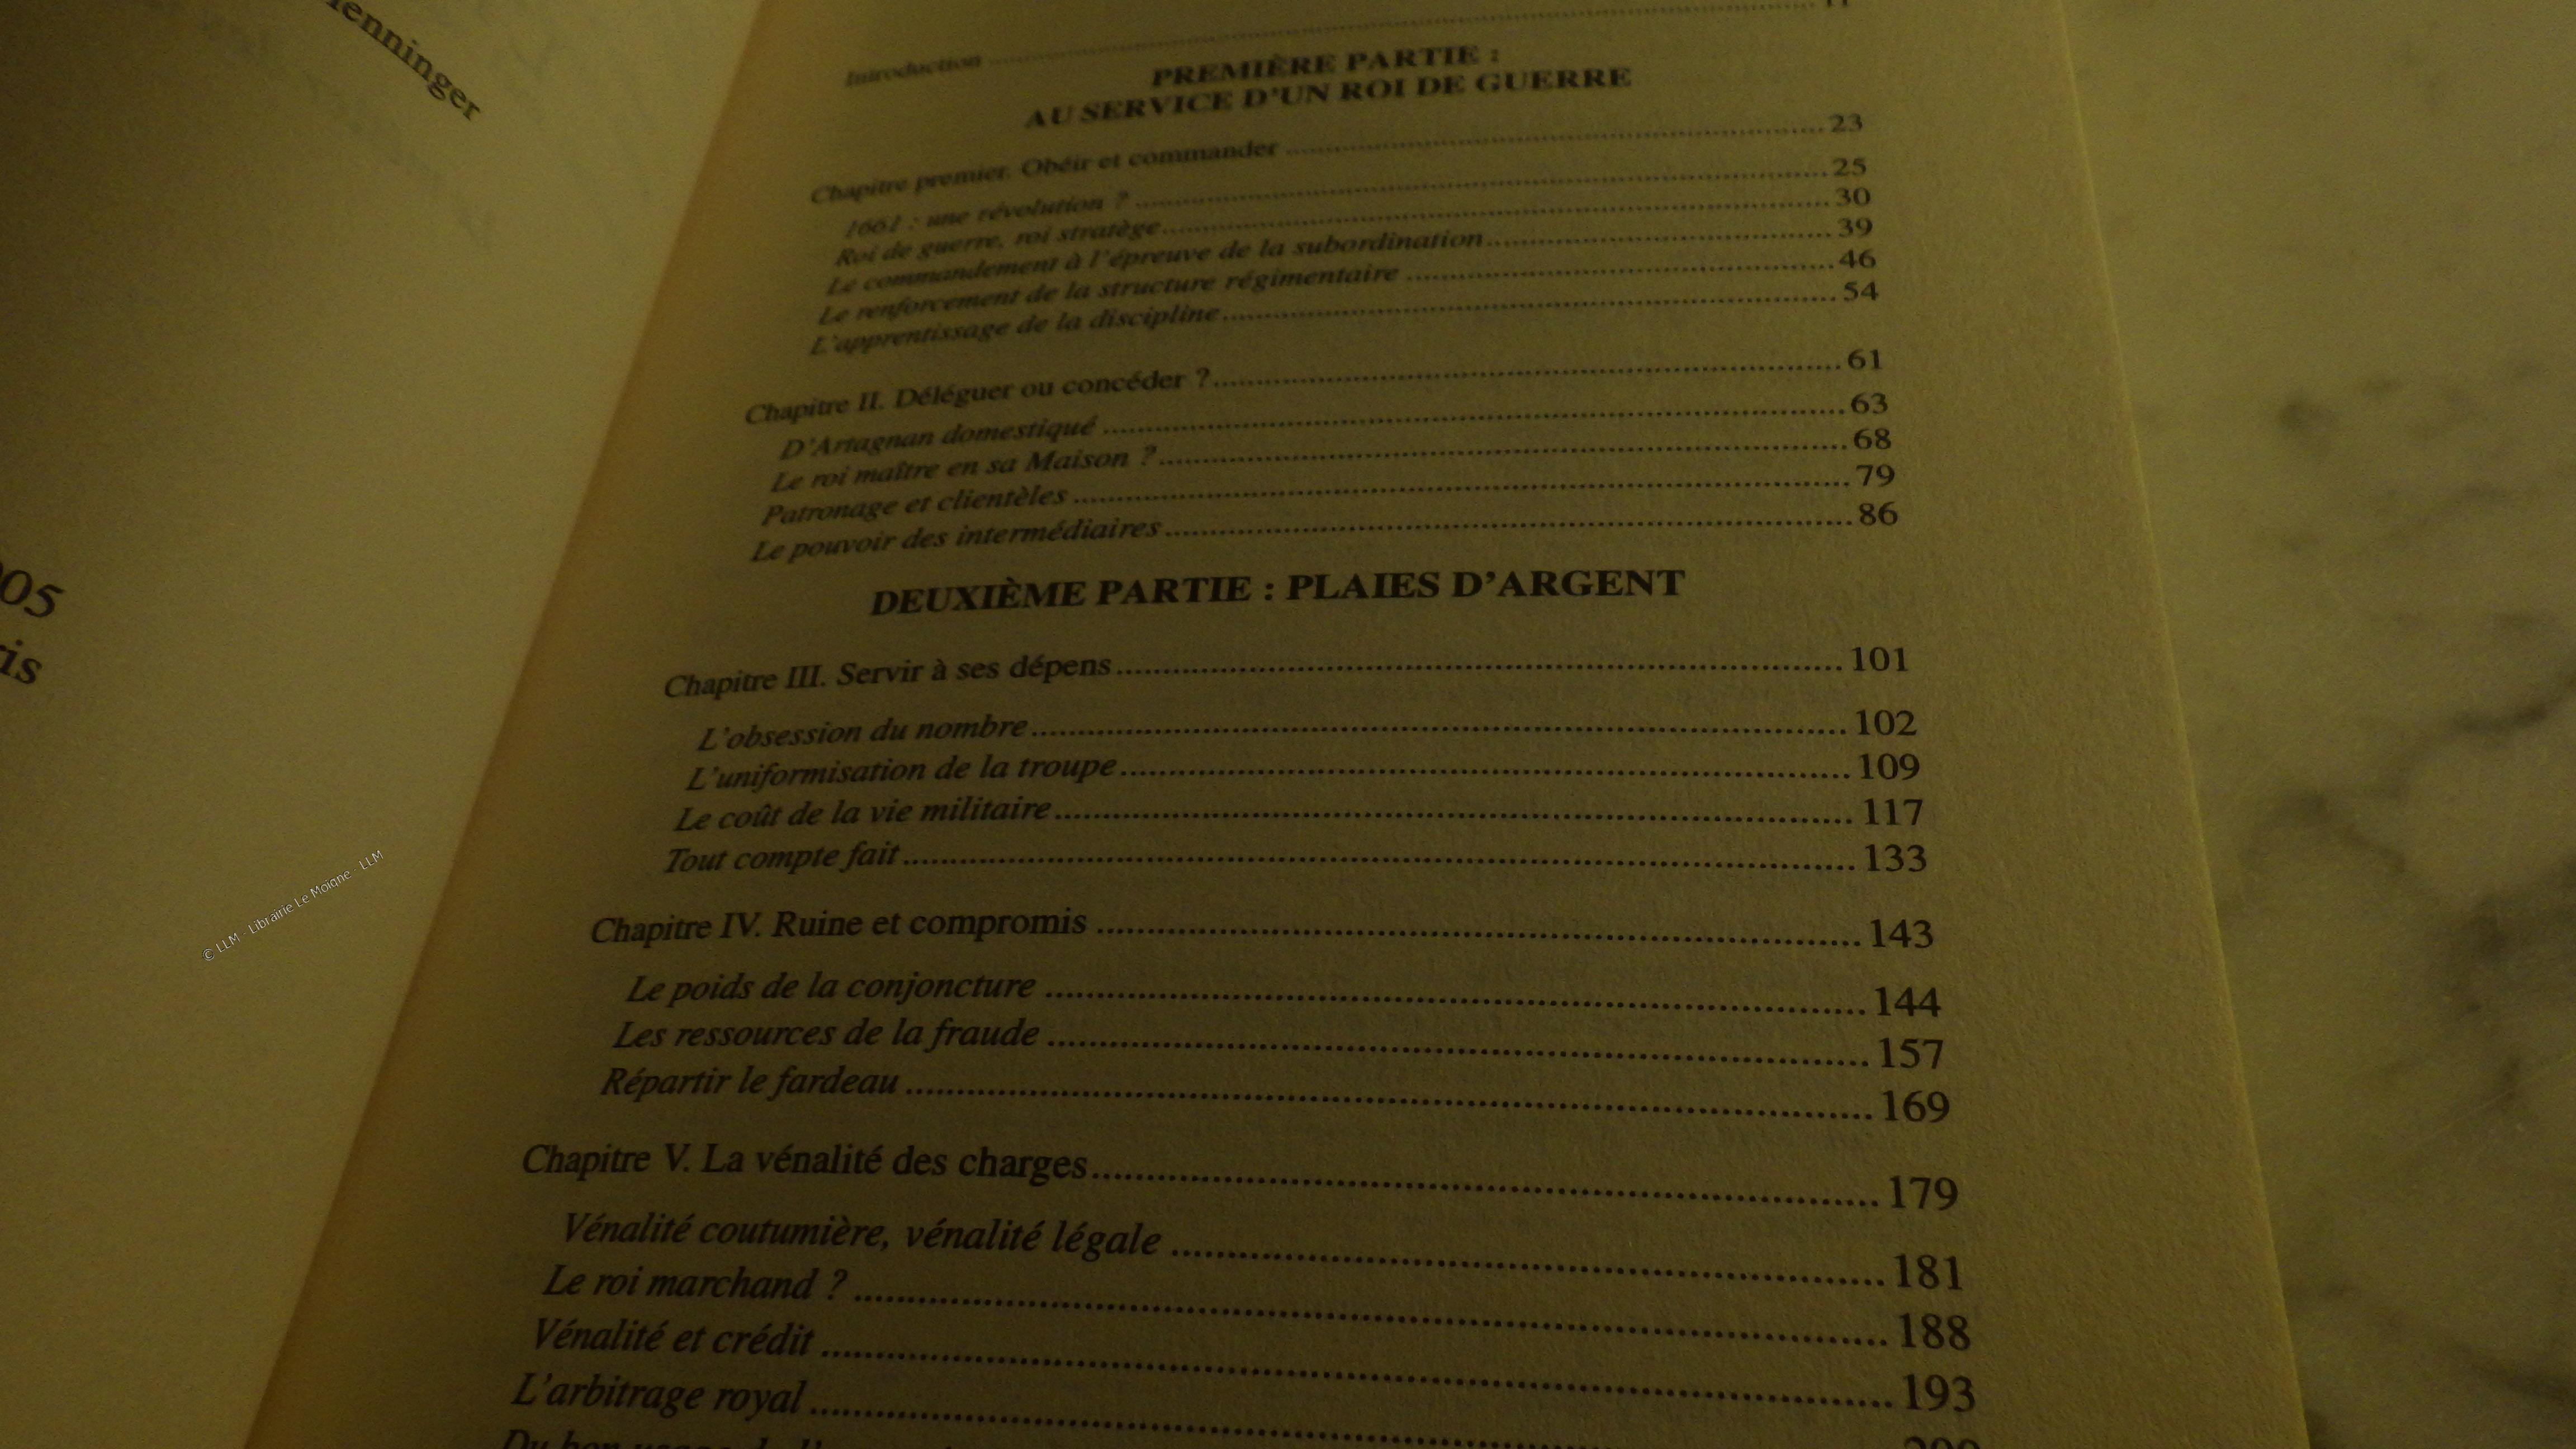 enninger
05
is
Introduction
PREMIÈRE PARTIE :
AU SERVICE D'UN ROI DE GUERRE
Chapitre premier. Obéir et commander ........ 23
1661 : une révolution ? ........ 25
Roi de guerre, roi stratège ........ 30
Le commandement à l'épreuve de la subordination ........ 39
Le renforcement de la structure régimentaire ........ 46
L'apprentissage de la discipline ........ 54
Chapitre II. Déléguer ou concéder ? ........ 61
D'Artagnan domestiqué ........ 63
Le roi maître en sa Maison ? ........ 68
Patronage et clientèles ........ 79
Le pouvoir des intermédiaires ........ 86
DEUXIÈME PARTIE : PLAIES D'ARGENT
Chapitre III. Servir à ses dépens ........ 101
L'obsession du nombre ........ 102
L'uniformisation de la troupe ........ 109
Le coût de la vie militaire ........ 117
Tout compte fait ........ 133
Chapitre IV. Ruine et compromis ........ 143
Le poids de la conjoncture ........ 144
Les ressources de la fraude ........ 157
Répartir le fardeau ........ 169
Chapitre V. La vénalité des charges ........ 179
Vénalité coutumière, vénalité légale ........ 181
Le roi marchand ? ........ 188
Vénalité et crédit ........ 193
L'arbitrage royal ........
© LLM - Librairie Le Moigne - LLM